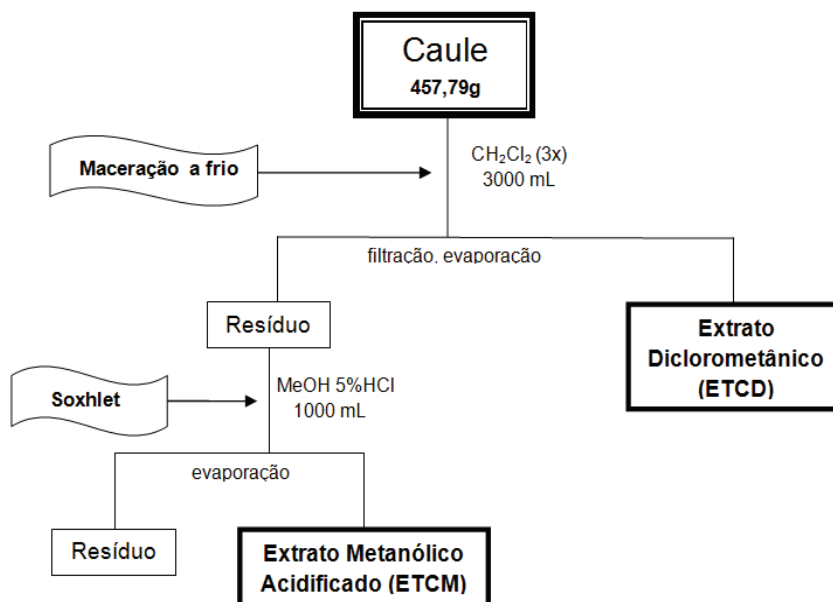 Caule
457,79g
Maceração a frio
CH₂Cl₂ (3x)
3000 mL
filtração, evaporação
Resíduo
Extrato
Diclorometânico
(ETCD)
Soxhlet
MeOH 5%HCl
1000 mL
evaporação
Resíduo
Extrato Metanólico
Acidificado (ETCM)